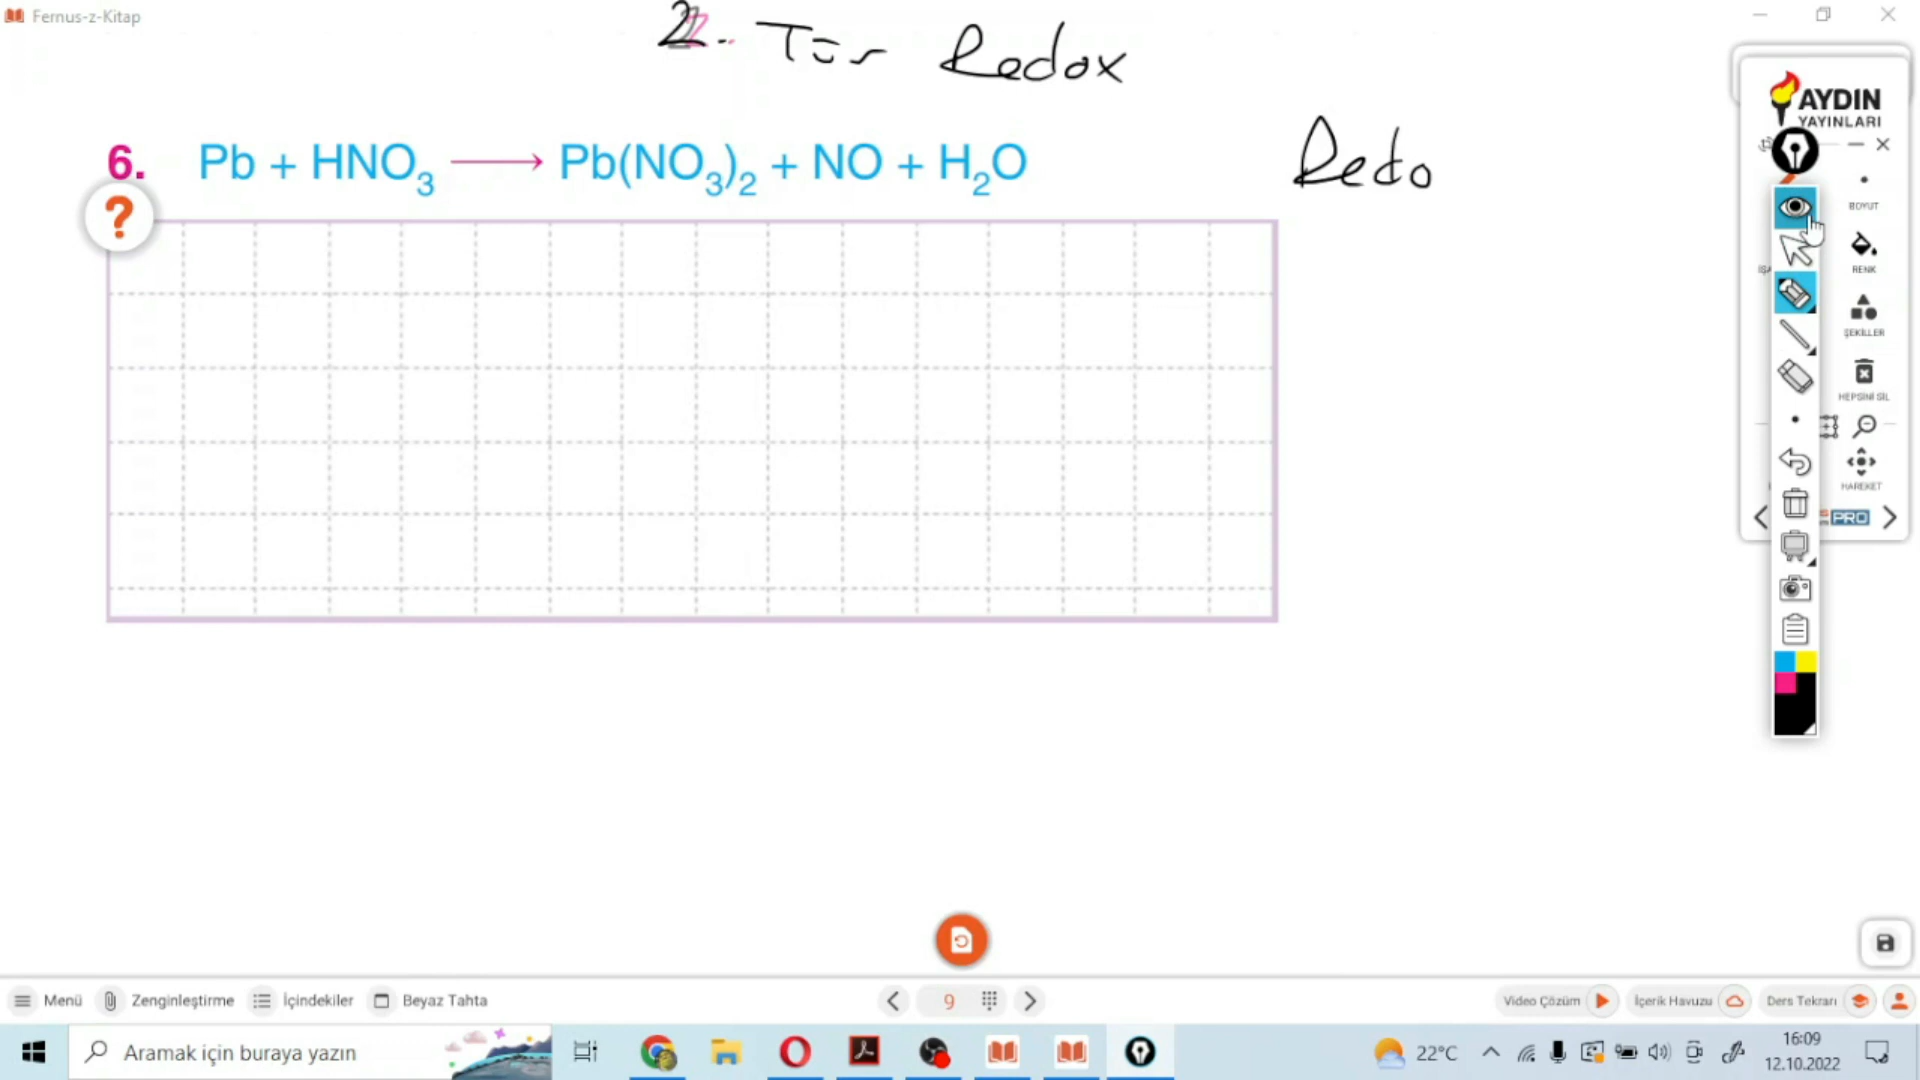 Fernus-z-Kitap
2. Tür Redox
6. Pb + HNO₃ ⟶ Pb(NO₃)₂ + NO + H₂O
Redo
?
AYDIN
YAYINLARI
BOYUT
RENK
ŞEKİLLER
HEPSİNİ SİL
HAREKET
PRO
Menü Zenginleştirme İçindekiler Beyaz Tahta 9 Video Çözüm İçerik Havuzu Ders Tekrarı
Aramak için buraya yazın 22°C 16:09
12.10.2022